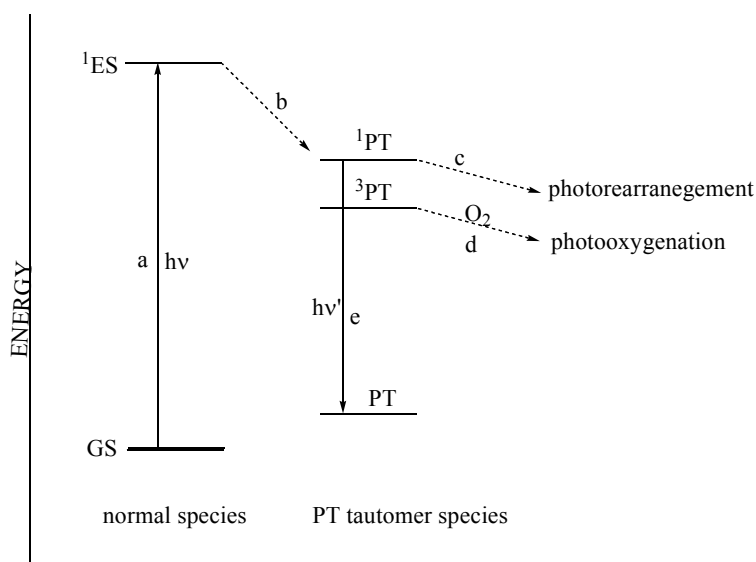 ¹ES
b
¹PT
c
photorearranegement
³PT
O₂
d
photooxygenation
a
hν
hν'
e
PT
GS
ENERGY
normal species
PT tautomer species